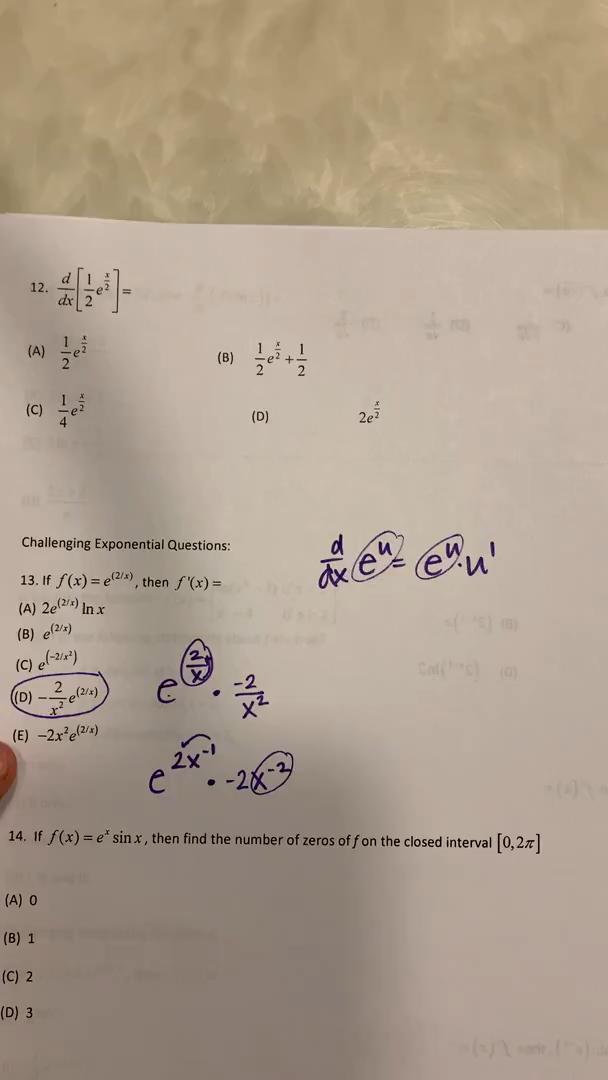 12. d/dx[1/2 e^(x/2)] =
(A) 1/2 e^(x/2) (B) 1/2 e^(x/2) + 1/2
(C) 1/4 e^(x/2) (D) 2e^(x/2)
Challenging Exponential Questions:
d/dx e^u = e^u · u'
13. If f(x) = e^(2/x), then f'(x) =
(A) 2e^(2/x) ln x
(B) e^(2/x)
(C) e^(-2/x²)
(D) -2/x² e^(2/x)
(E) -2x²e^(2/x)
e^(2/x) · -2/x²
e^(2x^-1) · -2x^-2
14. If f(x) = e^x sin x, then find the number of zeros of f on the closed interval [0,2π]
(A) 0
(B) 1
(C) 2
(D) 3